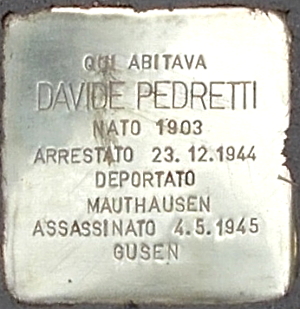 QUI ABITAVA
DAVIDE PEDRETTI
NATO 1903
ARRESTATO 23.12.1944
DEPORTATO
MAUTHAUSEN
ASSASSINATO 4.5.1945
GUSEN